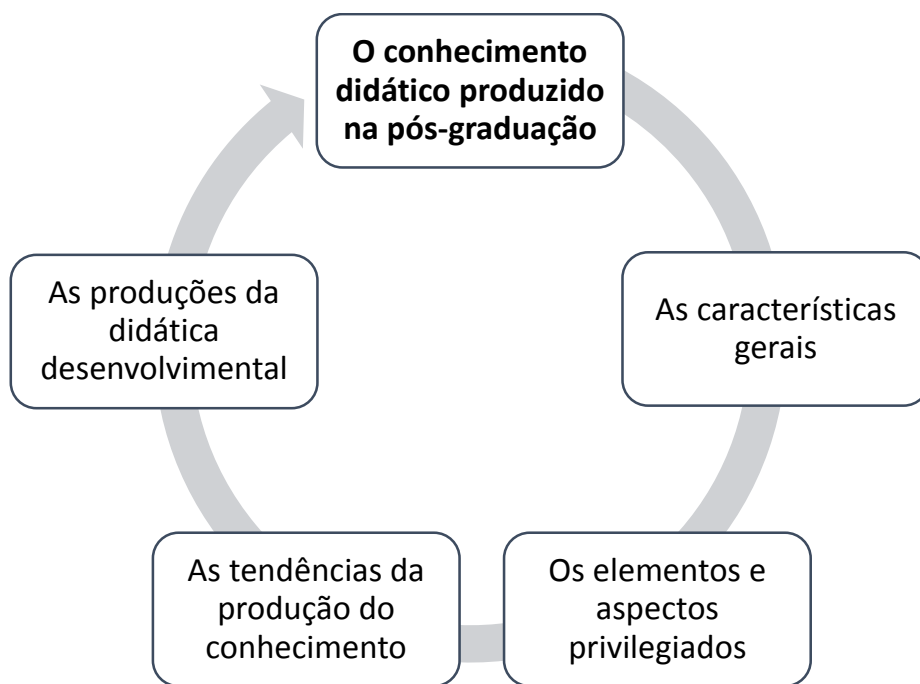 O conhecimento
didático produzido
na pós-graduação
As características
gerais
Os elementos e
aspectos
privilegiados
As tendências da
produção do
conhecimento
As produções da
didática
desenvolvimental